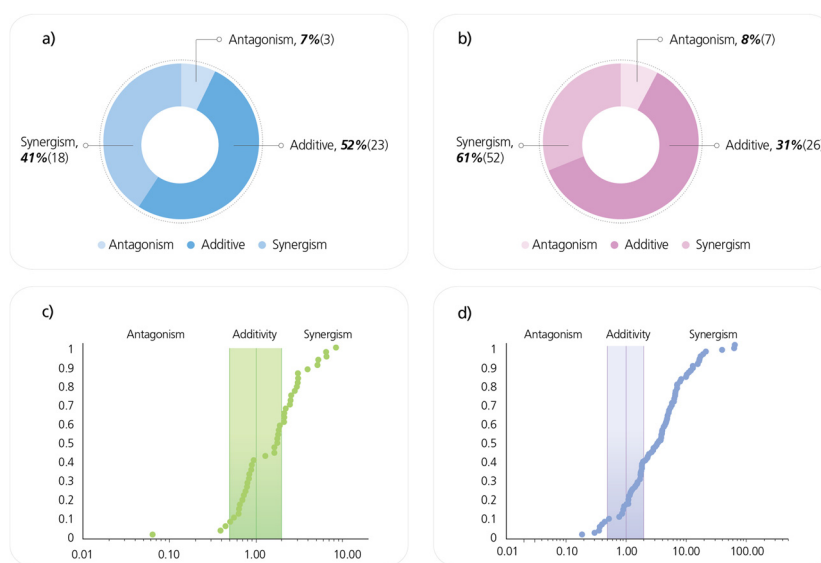 a)
Antagonism, 7%(3)
Synergism,
41%(18)
Additive, 52%(23)
Antagonism Additive Synergism
b)
Antagonism, 8%(7)
Synergism,
61%(52)
Additive, 31%(26
Antagonism Additive Synergism
c)
Antagonism Additivity Synergism
1
0.9
0.8
0.7
0.6
0.5
0.4
0.3
0.2
0.1
0
0.01 0.10 1.00 10.00
d)
Antagonism Additivity Synergism
1
0.9
0.8
0.7
0.6
0.5
0.4
0.3
0.2
0.1
0
0.01 0.10 1.00 10.00 100.00